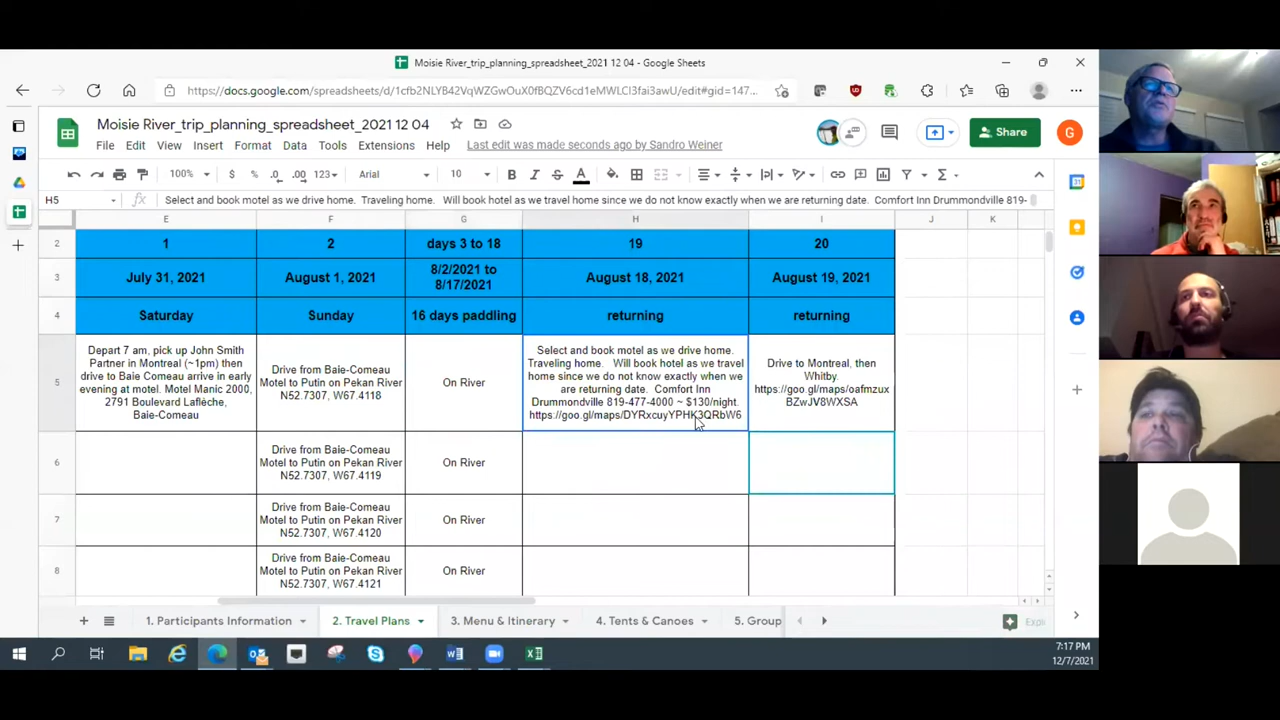 Moisie River_trip_planning_spreadsheet_2021 12 04 - Google Sheets
https://docs.google.com/spreadsheets/d/1cfb2NLYB42VqWZGwOuX0fBQZV6cd1eMWLCI3fai3awU/edit#gid=147...
Moisie River_trip_planning_spreadsheet_2021 12 04
Share
G
File Edit View Insert Format Data Tools Extensions Help Last edit was made seconds ago by Sandro Weiner
100% $ % .0 .00 123 Arial 10 B I S A
H5 Select and book motel as we drive home. Traveling home. Will book hotel as we travel home since we do not know exactly when we are returning date. Comfort Inn Drummondville 819-
E F G H I J K
2 1 2 days 3 to 18 19 20
3 July 31, 2021 August 1, 2021 8/2/2021 to 8/17/2021 August 18, 2021 August 19, 2021
4 Saturday Sunday 16 days paddling returning returning
5
Depart 7 am, pick up John Smith
Partner in Montreal (~1pm) then
drive to Baie Comeau arrive in early
evening at motel. Motel Manic 2000,
2791 Boulevard Laflèche,
Baie-Comeau
Drive from Baie-Comeau
Motel to Putin on Pekan River
N52.7307, W67.4118
On River
Select and book motel as we drive home.
Traveling home. Will book hotel as we travel
home since we do not know exactly when we
are returning date. Comfort Inn
Drummondville 819-477-4000 ~ $130/night.
https://goo.gl/maps/DYRxcuyYPHK3QRbW6
Drive to Montreal, then
Whitby.
https://goo.gl/maps/oafmzux
BZwJV8WXSA
6
Drive from Baie-Comeau
Motel to Putin on Pekan River
N52.7307, W67.4119
On River
7
Drive from Baie-Comeau
Motel to Putin on Pekan River
N52.7307, W67.4120
On River
8
Drive from Baie-Comeau
Motel to Putin on Pekan River
N52.7307, W67.4121
On River
1. Participants Information 2. Travel Plans 3. Menu & Itinerary 4. Tents & Canoes 5. Group
Explo
7:17 PM
12/7/2021